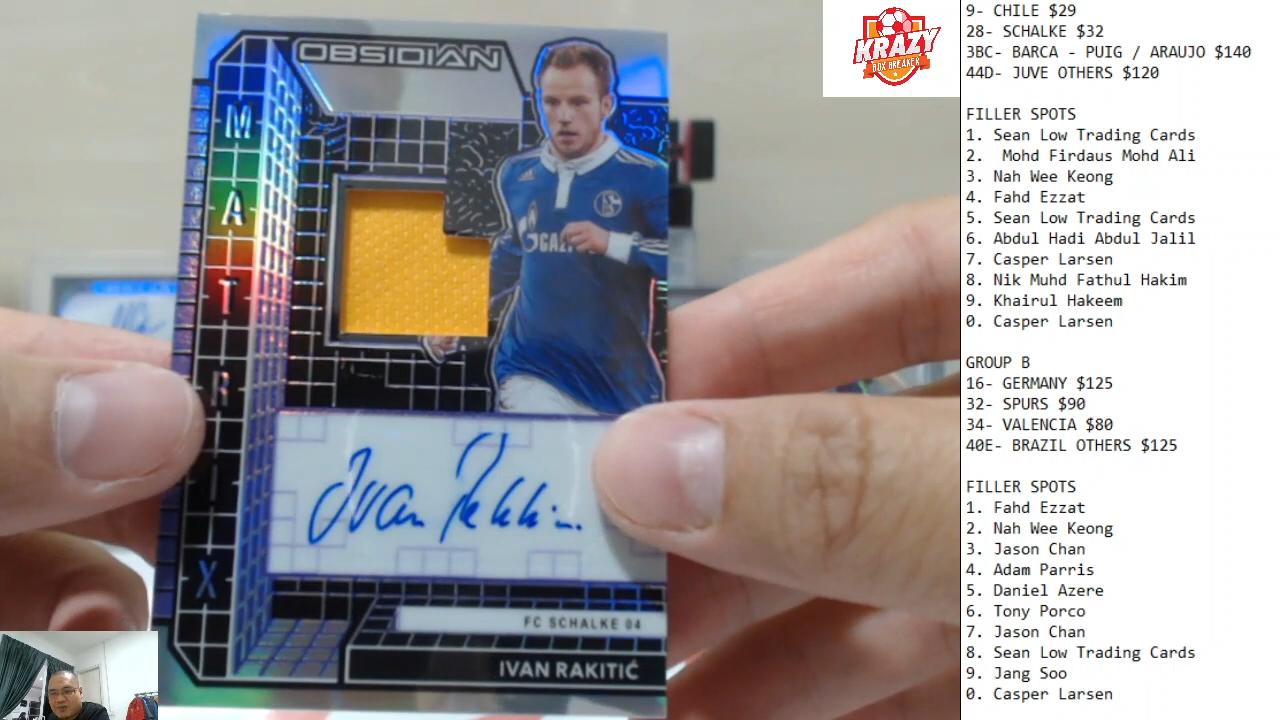 OBSIDIAN
MATRIX
GAZ
Ivan Rakitic
FC SCHALKE 04
IVAN RAKITIĆ
KRAZY
BOX BREAKER
9- CHILE $29
28- SCHALKE $32
3BC- BARCA - PUIG / ARAUJO $140
44D- JUVE OTHERS $120
FILLER SPOTS
1. Sean Low Trading Cards
2. Mohd Firdaus Mohd Ali
3. Nah Wee Keong
4. Fahd Ezzat
5. Sean Low Trading Cards
6. Abdul Hadi Abdul Jalil
7. Casper Larsen
8. Nik Muhd Fathul Hakim
9. Khairul Hakeem
0. Casper Larsen
GROUP B
16- GERMANY $125
32- SPURS $90
34- VALENCIA $80
40E- BRAZIL OTHERS $125
FILLER SPOTS
1. Fahd Ezzat
2. Nah Wee Keong
3. Jason Chan
4. Adam Parris
5. Daniel Azere
6. Tony Porco
7. Jason Chan
8. Sean Low Trading Cards
9. Jang Soo
0. Casper Larsen